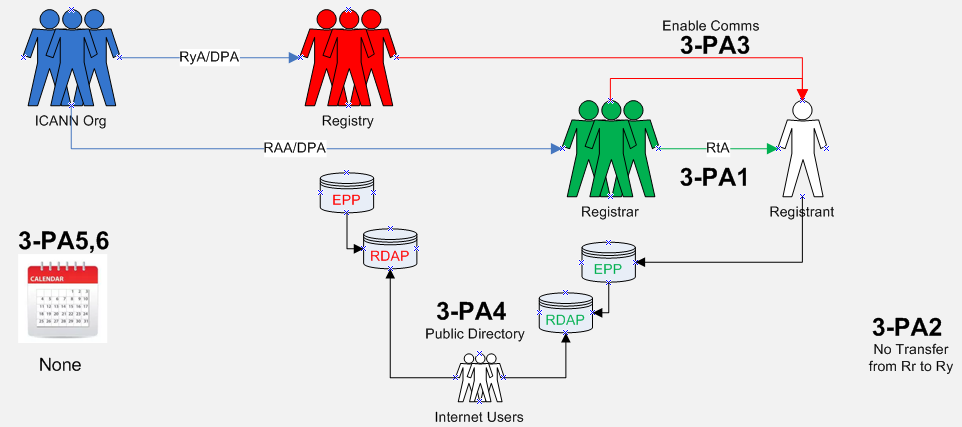 Enable Comms
3-PA3
RyA/DPA
ICANN Org
Registry
RAA/DPA
RtA
3-PA1
Registrar
Registrant
EPP
RDAP
3-PA5,6
CALENDAR
None
EPP
RDAP
3-PA4
Public Directory
Internet Users
3-PA2
No Transfer
from Rr to Ry